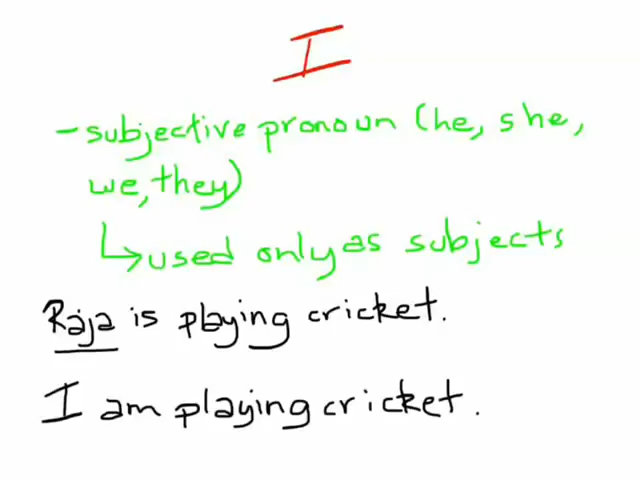 I
- subjective pronoun (he, she,
we, they)
↳ used only as subjects
Raja is playing cricket.
I am playing cricket.